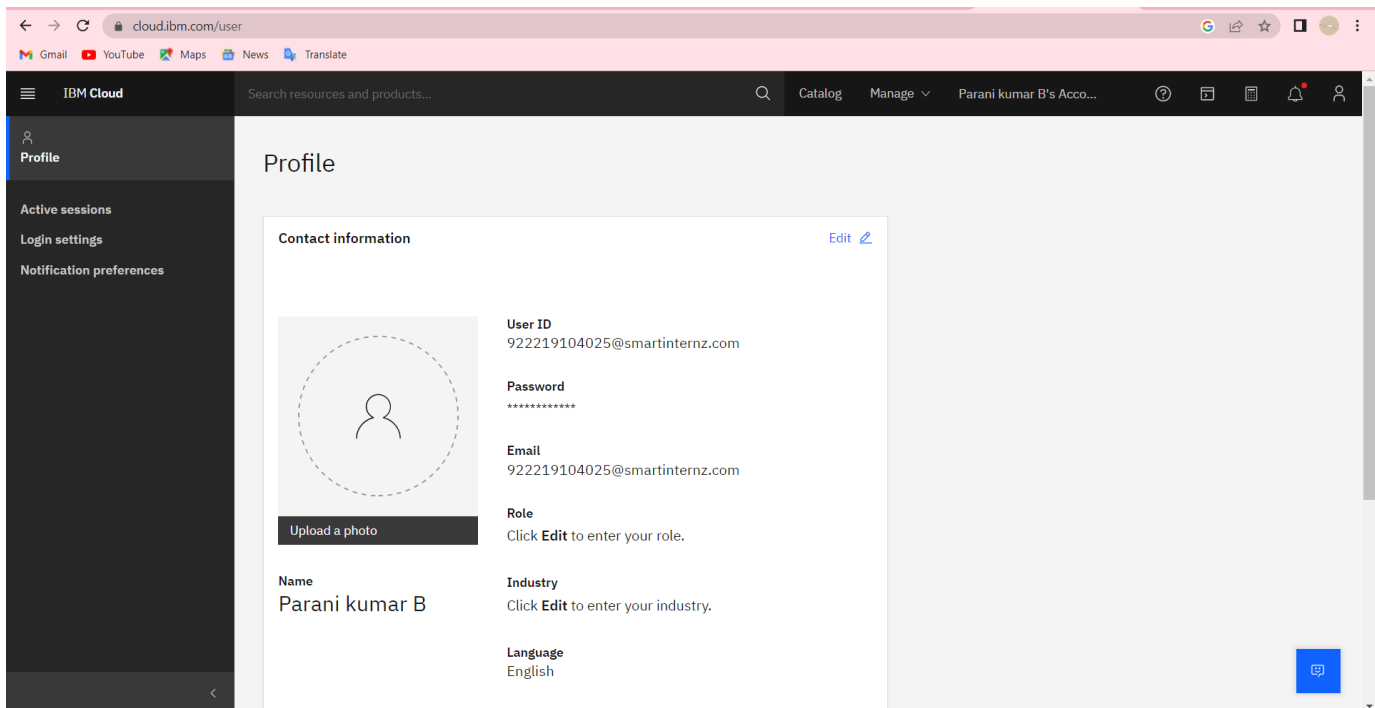 cloud.ibm.com/user
Gmail YouTube Maps News Translate
IBM Cloud Search resources and products... Catalog Manage Parani kumar B's Acco...
Profile
Active sessions
Login settings
Notification preferences
Profile
Contact information Edit
User ID
922219104025@smartinternz.com
Password
************
Email
922219104025@smartinternz.com
Role
Click Edit to enter your role.
Upload a photo
Name
Parani kumar B
Industry
Click Edit to enter your industry.
Language
English